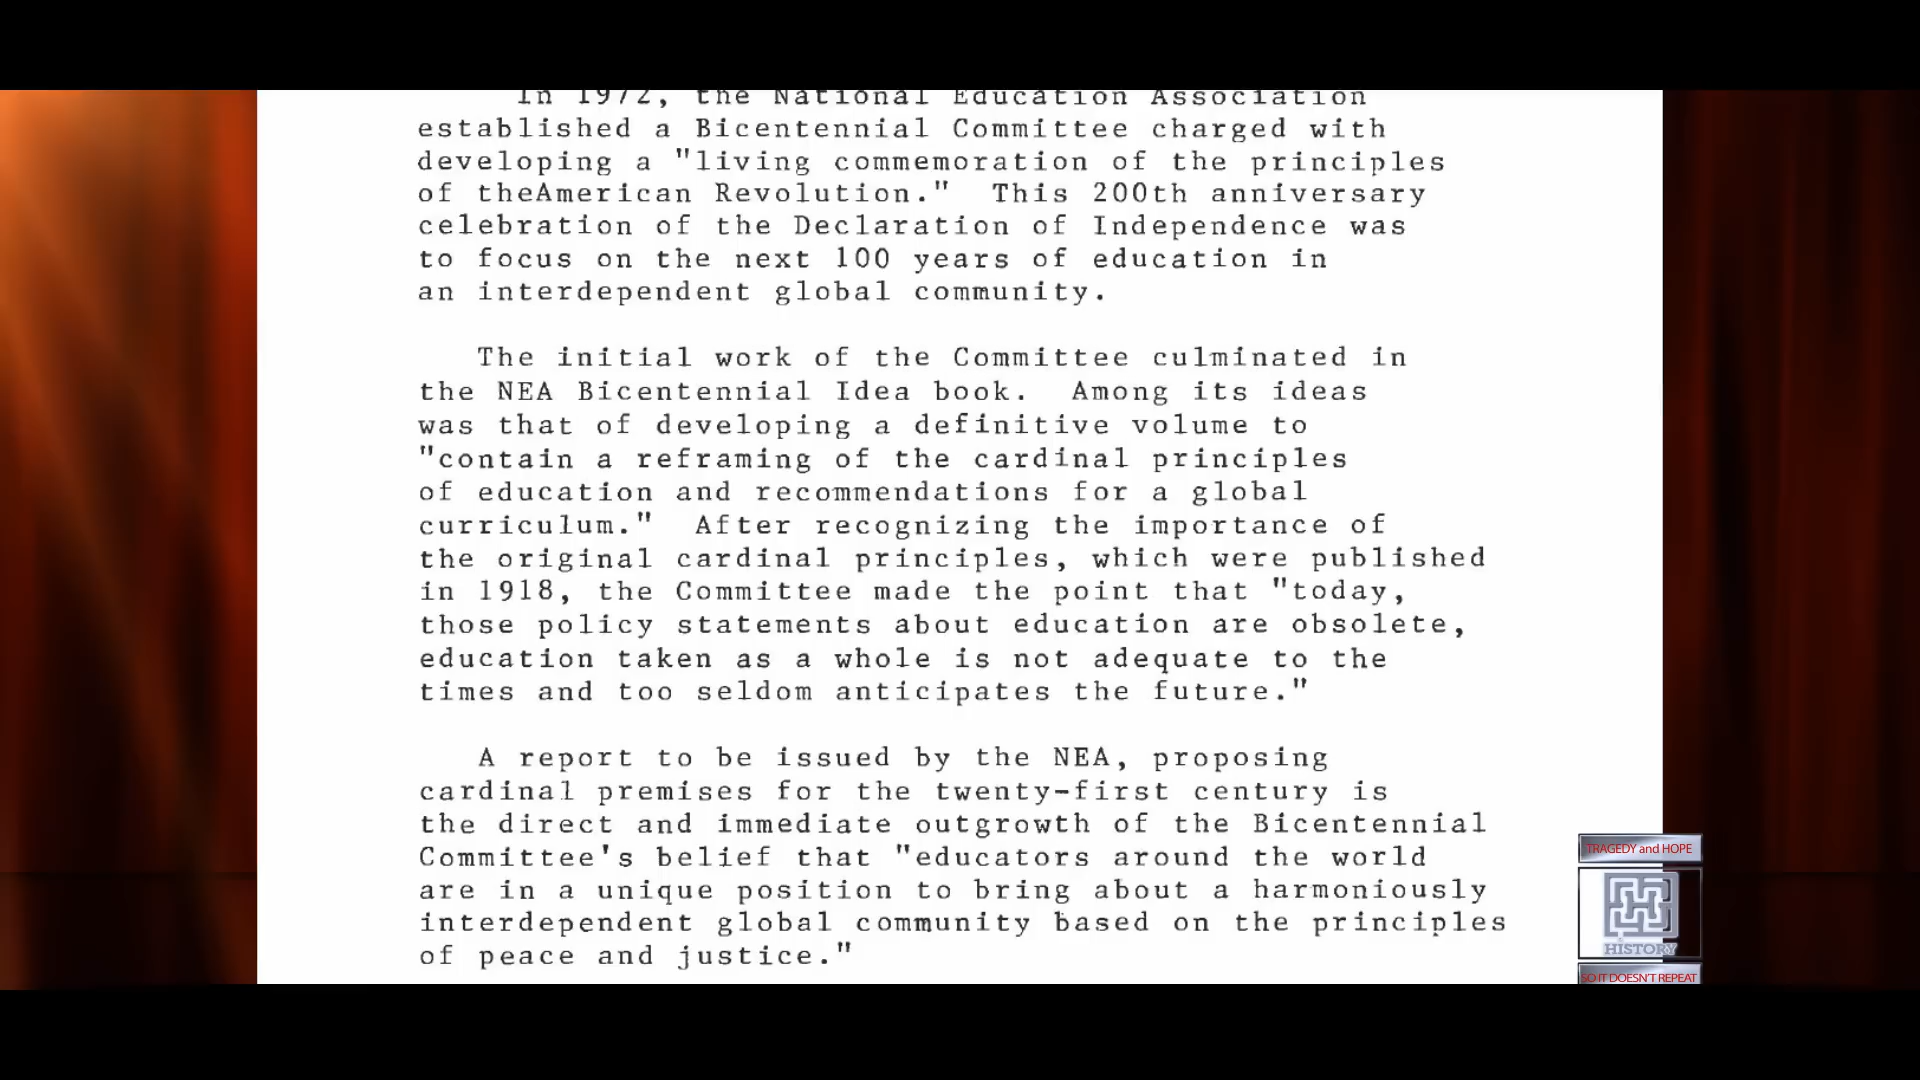 In 1972, the National Education Association
established a Bicentennial Committee charged with
developing a "living commemoration of the principles
of theAmerican Revolution." This 200th anniversary
celebration of the Declaration of Independence was
to focus on the next 100 years of education in
an interdependent global community.
The initial work of the Committee culminated in
the NEA Bicentennial Idea book. Among its ideas
was that of developing a definitive volume to
"contain a reframing of the cardinal principles
of education and recommendations for a global
curriculum." After recognizing the importance of
the original cardinal principles, which were published
in 1918, the Committee made the point that "today,
those policy statements about education are obsolete,
education taken as a whole is not adequate to the
times and too seldom anticipates the future."
A report to be issued by the NEA, proposing
cardinal premises for the twenty-first century is
the direct and immediate outgrowth of the Bicentennial
Committee's belief that "educators around the world
are in a unique position to bring about a harmoniously
interdependent global community based on the principles
of peace and justice."
TRAGEDY and HOPE
HISTORY
SO IT DOESN'T REPEAT